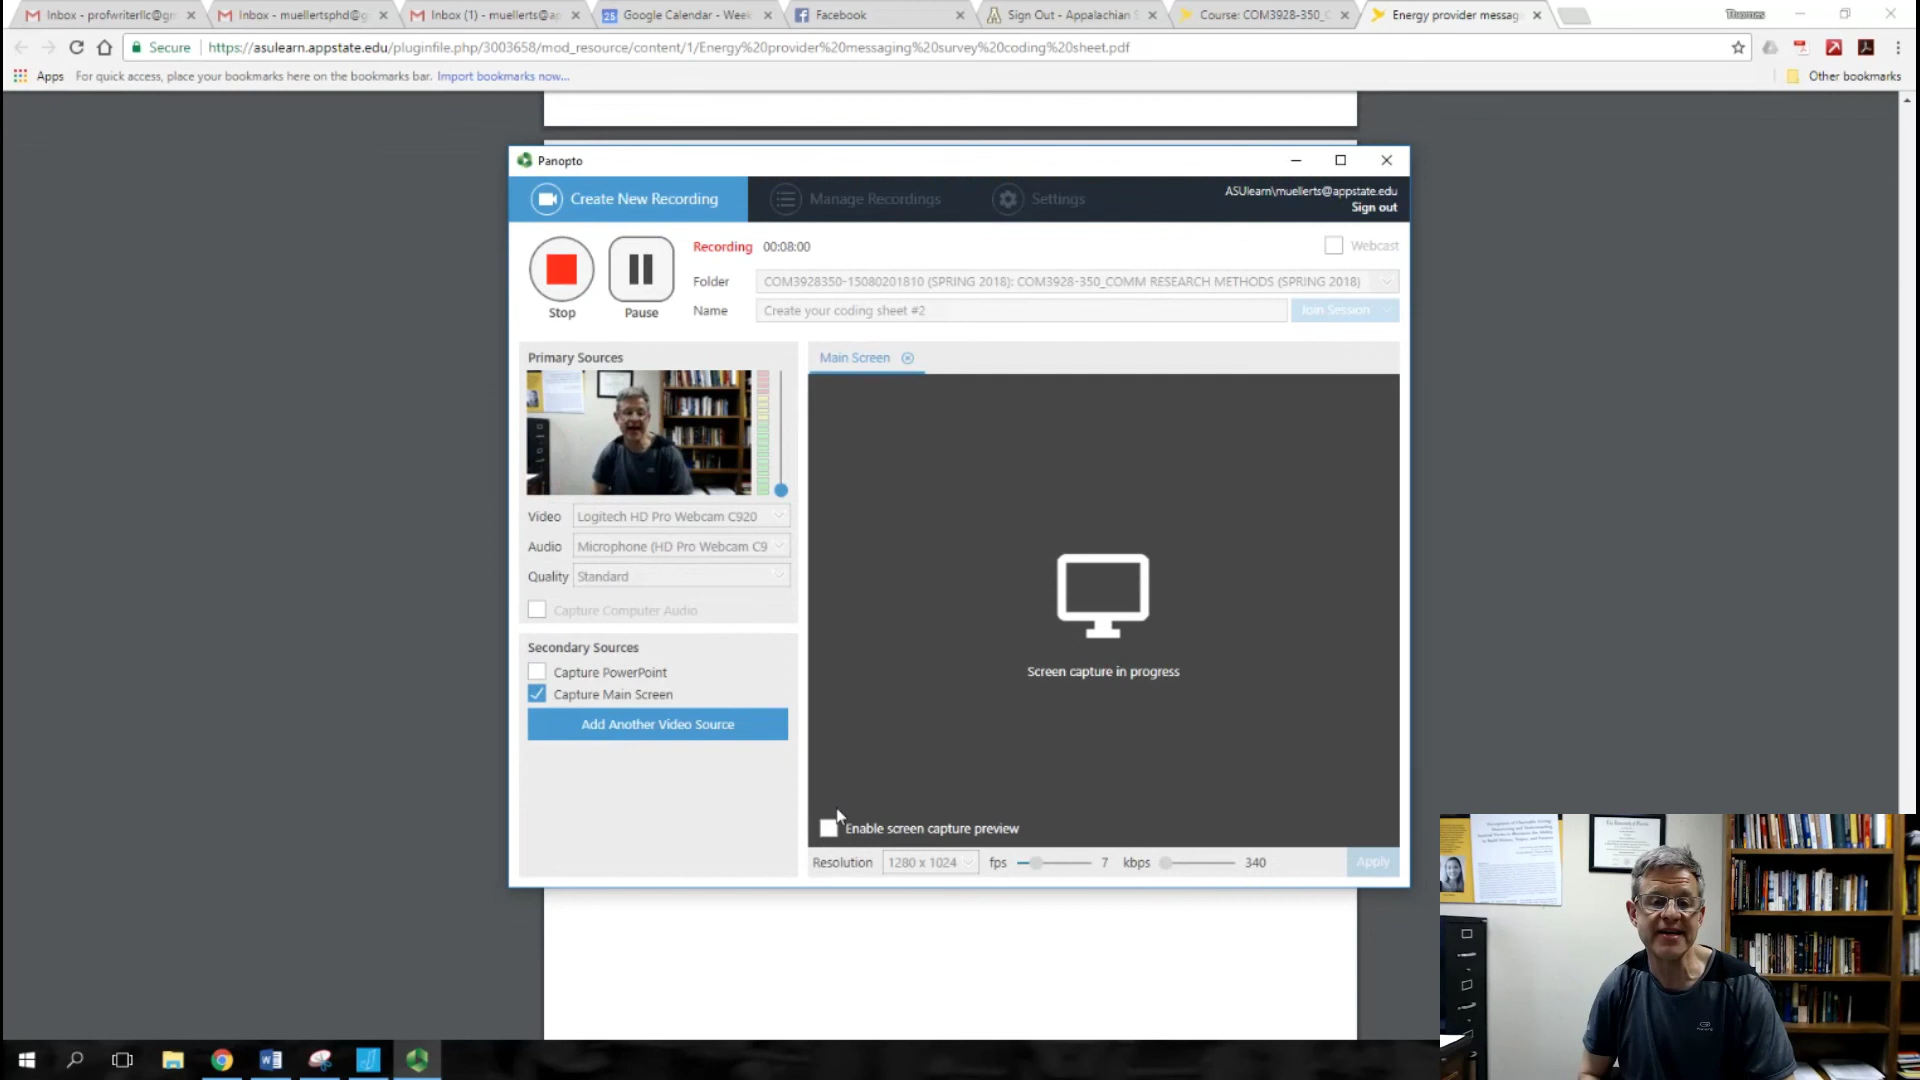 Inbox - profwriterllc@gm
Inbox - muellertsphd@g
Inbox (1) - muellerts@ap
Google Calendar - Week
Facebook
Sign Out - Appalachian S
Course: COM3928-350_C
Energy provider messag
Thomas
Secure
https://asulearn.appstate.edu/pluginfile.php/3003658/mod_resource/content/1/Energy%20provider%20messaging%20survey%20coding%20sheet.pdf
Apps
For quick access, place your bookmarks here on the bookmarks bar. Import bookmarks now...
Other bookmarks
Panopto
Create New Recording
Manage Recordings
Settings
ASUlearn\muellerts@appstate.edu
Sign out
Recording 00:08:00
Webcast
Folder COM3928350-15080201810 (SPRING 2018): COM3928-350_COMM RESEARCH METHODS (SPRING 2018)
Stop
Pause
Name Create your coding sheet #2
Join Session
Primary Sources
Main Screen
Video Logitech HD Pro Webcam C920
Audio Microphone (HD Pro Webcam C9
Quality Standard
Capture Computer Audio
Secondary Sources
Capture PowerPoint
Capture Main Screen
Add Another Video Source
Screen capture in progress
Enable screen capture preview
Resolution 1280 x 1024 fps 7 kbps 340 Apply